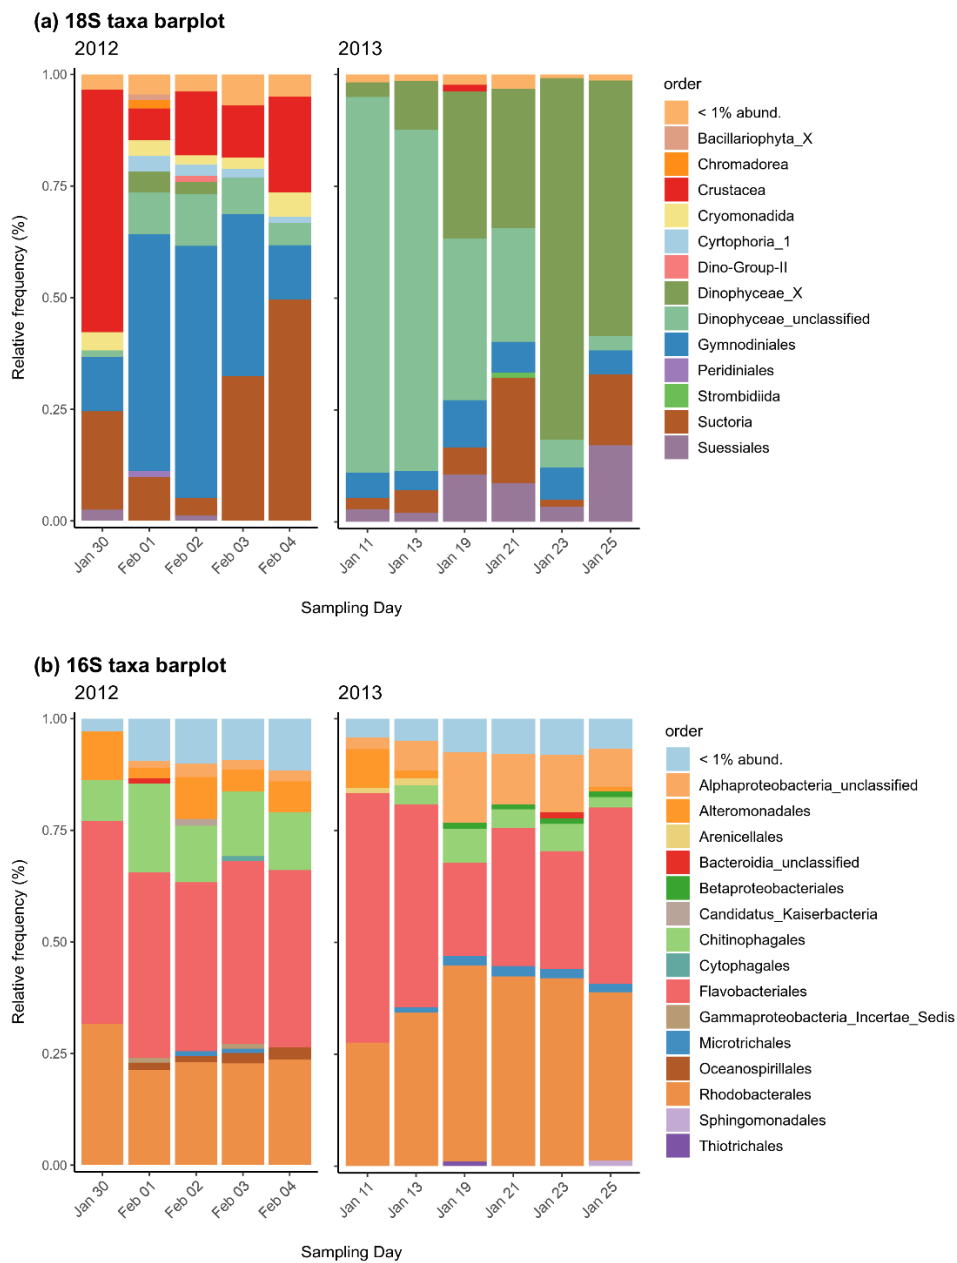 (a) 18S taxa barplot
2012
2013
Relative frequency (%)
1.00
0.75
0.50
0.25
0.00
Jan 30
Feb 01
Feb 02
Feb 03
Feb 04
Jan 11
Jan 13
Jan 19
Jan 21
Jan 23
Jan 25
Sampling Day
order
< 1% abund.
Bacillariophyta_X
Chromadorea
Crustacea
Cryomonadida
Cyrtophoria_1
Dino-Group-II
Dinophyceae_X
Dinophyceae_unclassified
Gymnodiniales
Peridiniales
Strombidiida
Suctoria
Suessiales
(b) 16S taxa barplot
2012
2013
Relative frequency (%)
1.00
0.75
0.50
0.25
0.00
Jan 30
Feb 01
Feb 02
Feb 03
Feb 04
Jan 11
Jan 13
Jan 19
Jan 21
Jan 23
Jan 25
Sampling Day
order
< 1% abund.
Alphaproteobacteria_unclassified
Alteromonadales
Arenicellales
Bacteroidia_unclassified
Betaproteobacteriales
Candidatus_Kaiserbacteria
Chitinophagales
Cytophagales
Flavobacteriales
Gammaproteobacteria_Incertae_Sedis
Microtrichales
Oceanospirillales
Rhodobacterales
Sphingomonadales
Thiotrichales